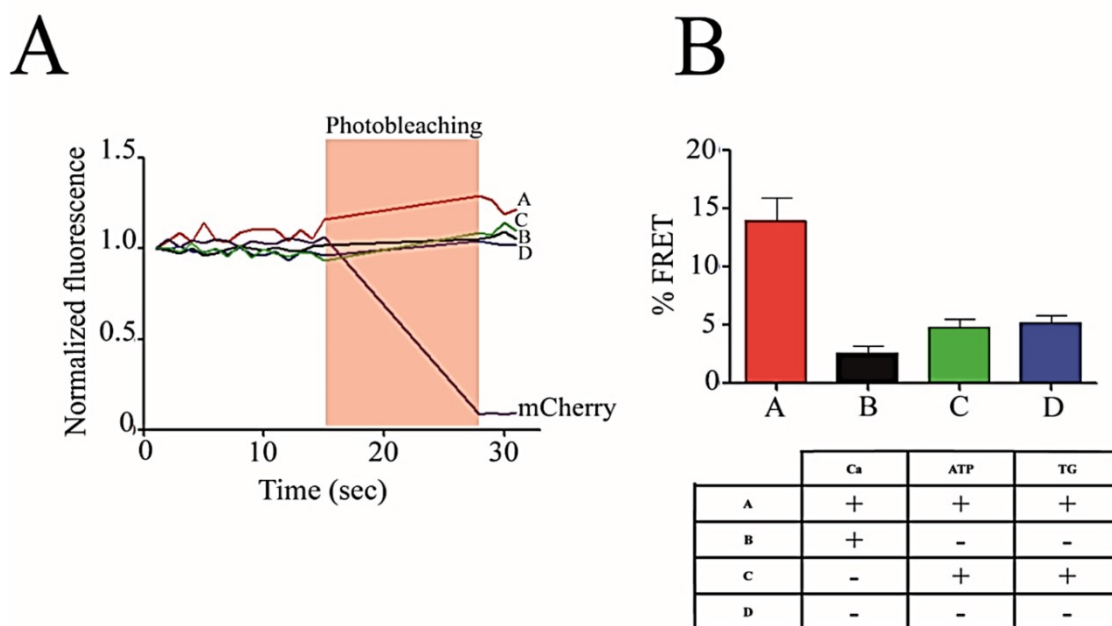 A
B
Photobleaching
Normalized fluorescence
1.5
1.0
0.5
0
0
10
20
30
Time (sec)
A
C
B
D
mCherry
% FRET
20
15
10
5
0
A B C D
Ca ATP TG
A + + +
B + - -
C - + +
D - - -